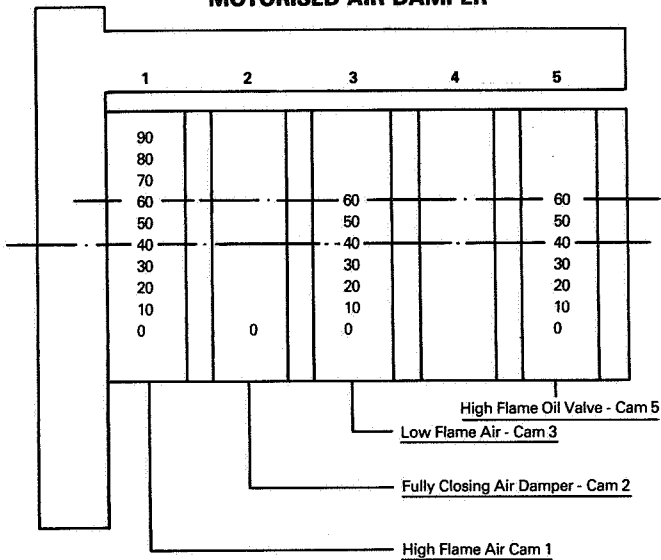 MOTORISED AIR DAMPER
1 2 3 4 5
90
80
70
60 60 60
50 50 50
40 40 40
30 30 30
20 20 20
10 10 10
0 0 0 0
High Flame Oil Valve - Cam 5
Low Flame Air - Cam 3
Fully Closing Air Damper - Cam 2
High Flame Air Cam 1